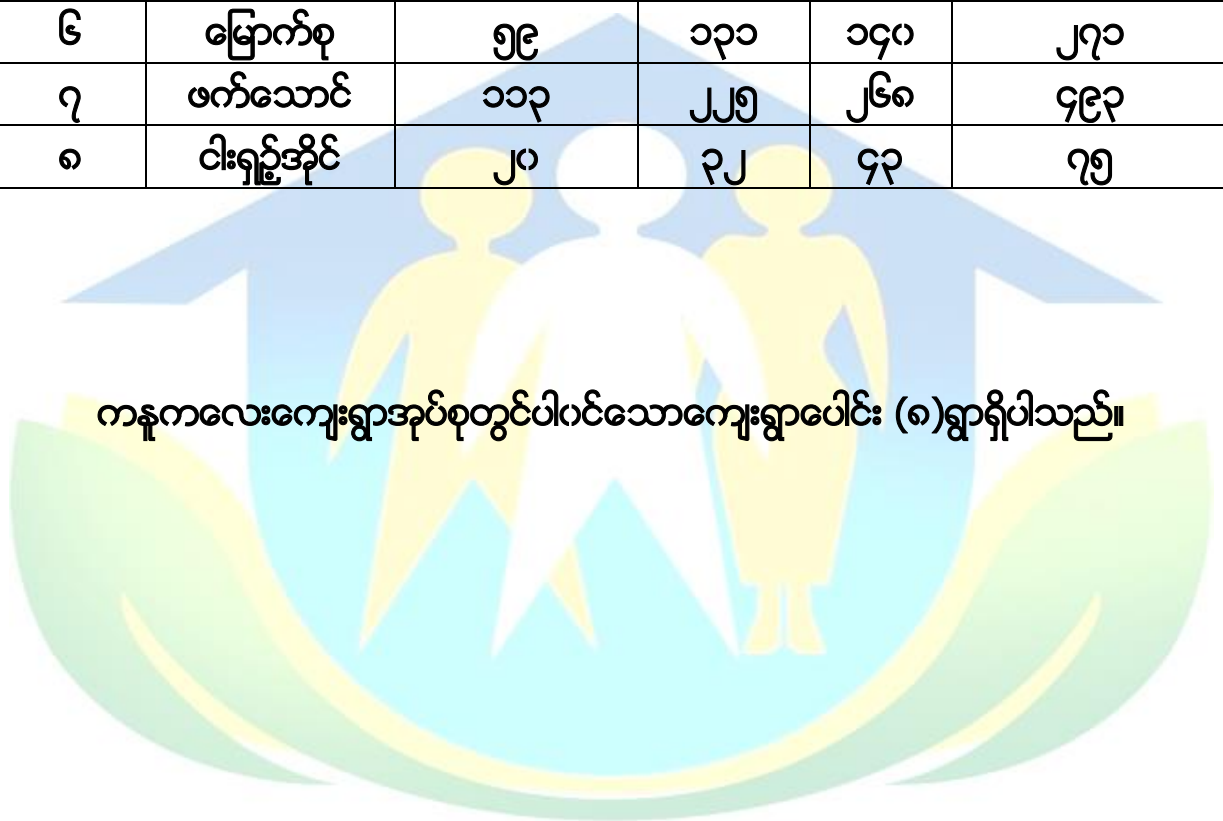 ၆ မြောက်စု ၅၉ ၁၃၁ ၁၄၀ ၂၇၁
၇ ဖက်သောင် ၁၁၃ ၂၂၅ ၂၆၈ ၄၉၃
၈ ငါးရှဉ့်အိုင် ၂၀ ၃၂ ၄၃ ၇၅
ကနူကလေးကျေးရွာအုပ်စုတွင်ပါဝင်သောကျေးရွာပေါင်း (၈)ရွာရှိပါသည်။